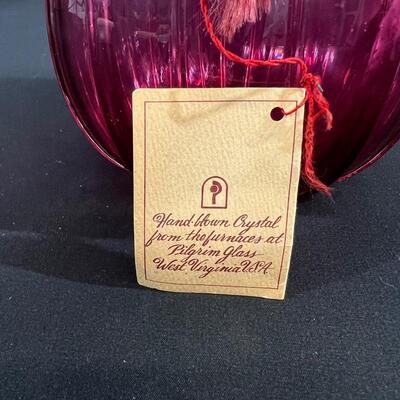 Hand-blown Crystal
from the furnaces at
Pilgrim Glass
West Virginia USA